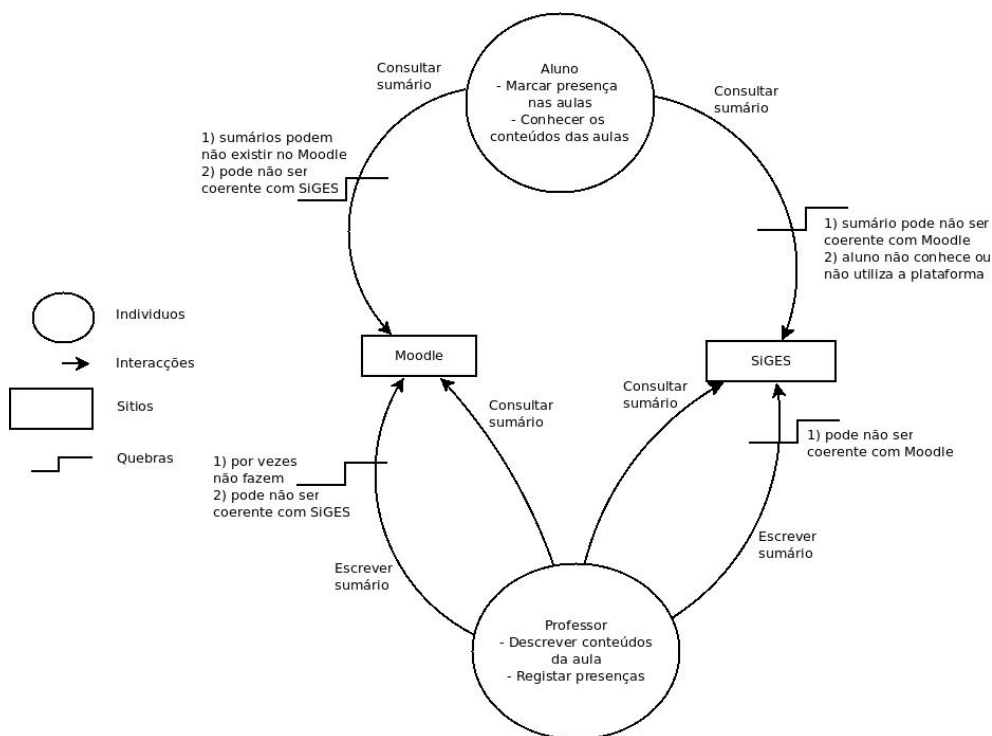 Aluno
- Marcar presença
nas aulas
- Conhecer os
conteúdos das aulas
Consultar
sumário
Consultar
sumário
1) sumários podem
não existir no Moodle
2) pode não ser
coerente com SiGES
1) sumário pode não ser
coerente com Moodle
2) aluno não conhece ou
não utiliza a plataforma
Individuos
Interacções
Sitios
Quebras
Moodle
SiGES
Consultar
sumário
Consultar
sumário
1) por vezes
não fazem
2) pode não ser
coerente com SiGES
1) pode não ser
coerente com Moodle
Escrever
sumário
Escrever
sumário
Professor
- Descrever conteúdos
da aula
- Registar presenças